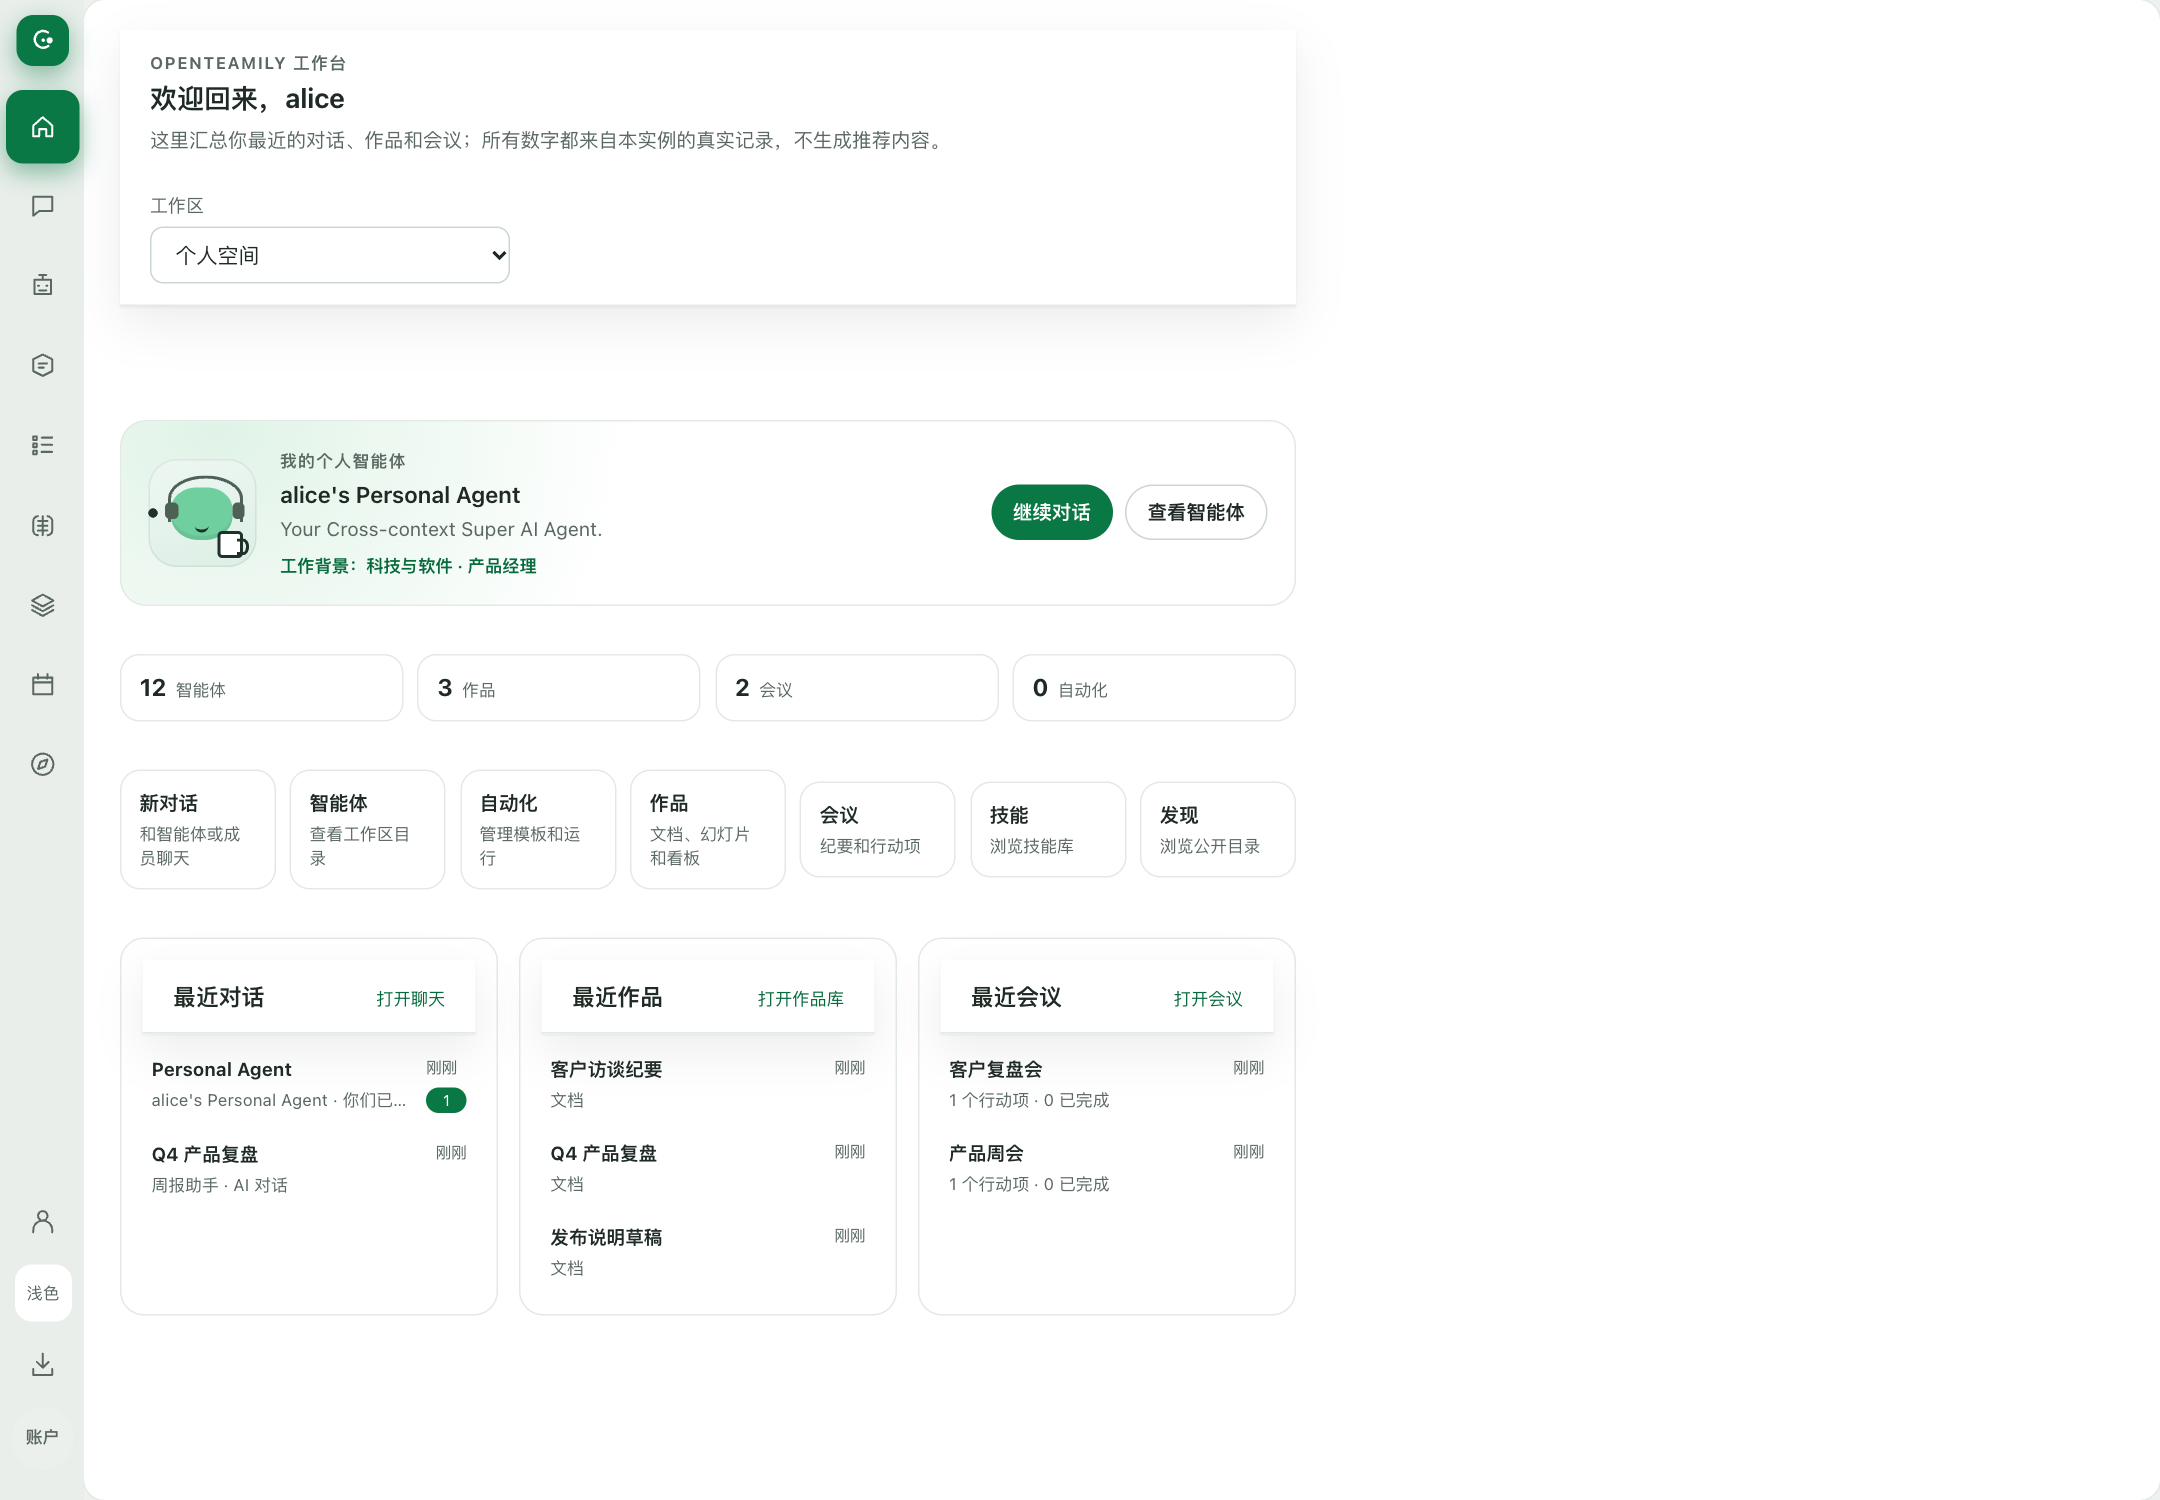 OPENTEAMILY 工作台
欢迎回来，alice
这里汇总你最近的对话、作品和会议；所有数字都来自本实例的真实记录，不生成推荐内容。
工作区
个人空间
我的个人智能体
alice's Personal Agent
Your Cross-context Super AI Agent.
工作背景：科技与软件 · 产品经理
继续对话
查看智能体
12 智能体
3 作品
2 会议
0 自动化
新对话
和智能体或成
员聊天
智能体
查看工作区目
录
自动化
管理模板和运
行
作品
文档、幻灯片
和看板
会议
纪要和行动项
技能
浏览技能库
发现
浏览公开目录
最近对话 打开聊天
Personal Agent 刚刚
alice's Personal Agent · 你们已... 1
Q4 产品复盘 刚刚
周报助手 · AI 对话
最近作品 打开作品库
客户访谈纪要 刚刚
文档
Q4 产品复盘 刚刚
文档
发布说明草稿 刚刚
文档
最近会议 打开会议
客户复盘会 刚刚
1 个行动项 · 0 已完成
产品周会 刚刚
1 个行动项 · 0 已完成
浅色
账户